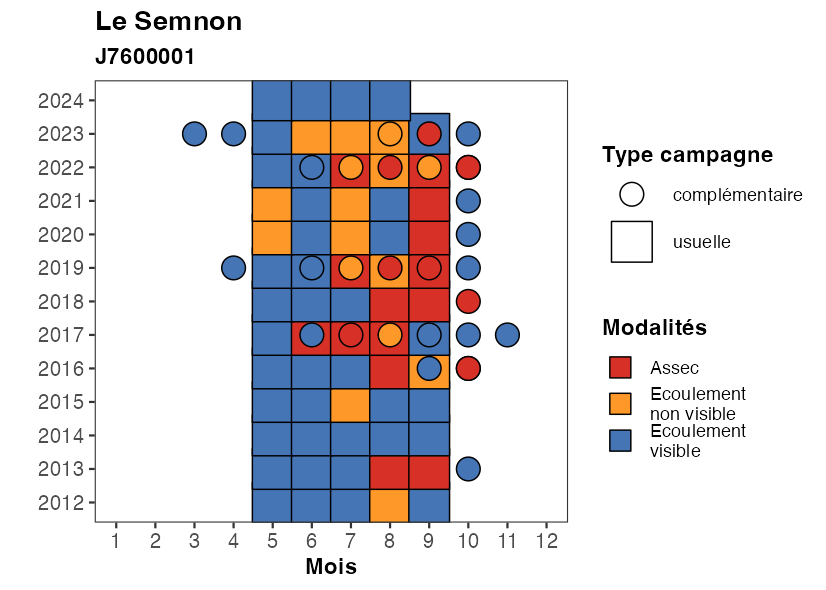 Le Semnon
J7600001
2024
2023
2022
2021
2020
2019
2018
2017
2016
2015
2014
2013
2012
1 2 3 4 5 6 7 8 9 10 11 12
Mois
Type campagne
complémentaire
usuelle
Modalités
Assec
Ecoulement
non visible
Ecoulement
visible